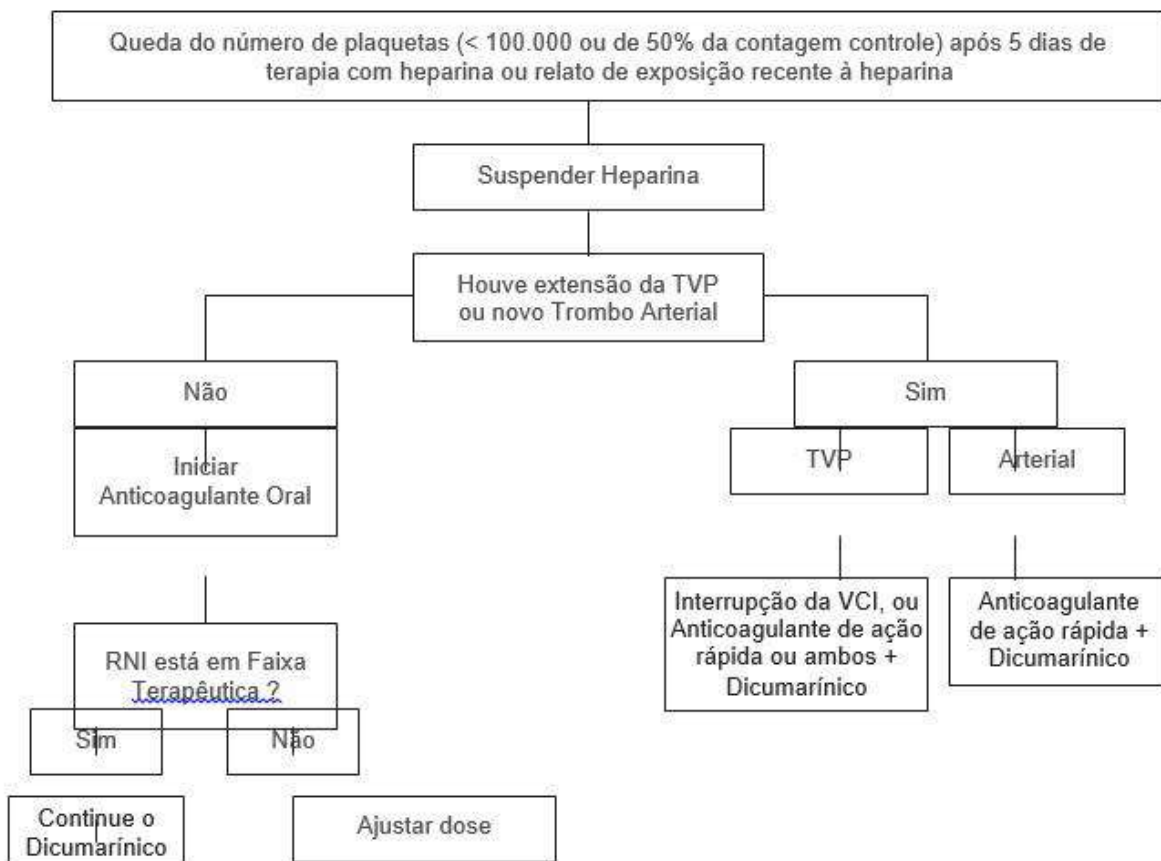 Queda do número de plaquetas (< 100.000 ou de 50% da contagem controle) após 5 dias de
terapia com heparina ou relato de exposição recente à heparina
Suspender Heparina
Houve extensão da TVP
ou novo Trombo Arterial
Não
Sim
Iniciar
Anticoagulante Oral
TVP
Arterial
Interrupção da VCI, ou
Anticoagulante de ação
rápida ou ambos +
Dicumarínico
Anticoagulante
de ação rápida +
Dicumarínico
RNI está em Faixa
Terapêutica ?
Sim
Não
Continue o
Dicumarínico
Ajustar dose